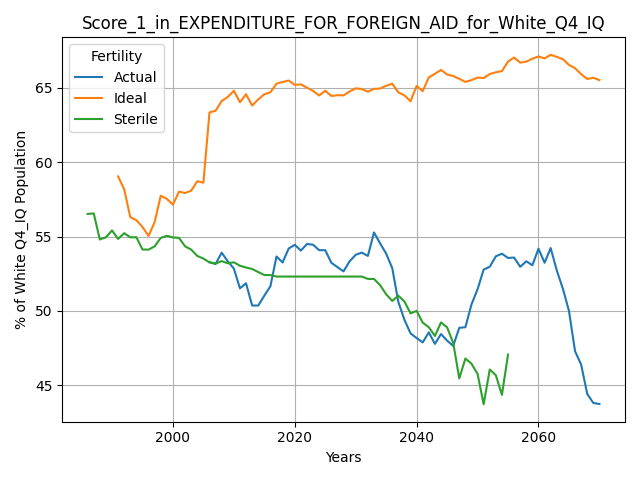 Score_1_in_EXPENDITURE_FOR_FOREIGN_AID_for_White_Q4_IQ
Fertility
Actual
Ideal
Sterile
% of White Q4_IQ Population
65
60
55
50
45
2000
2020
2040
2060
Years